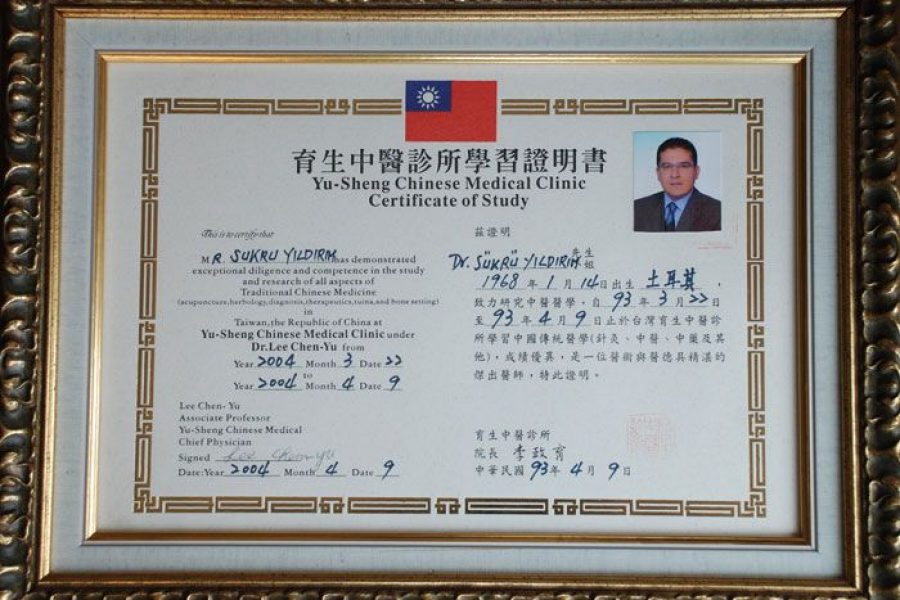 育生中醫診所學習證明書
Yu-Sheng Chinese Medical Clinic
Certificate of Study
This is to certify that
MR. SUKRU YILDIRIM has demonstrated
exceptional diligence and competence in the study
and research of all aspects of
Traditional Chinese Medicine
(acupuncture,herbology,diagnosis,therapeutics,tuina,and bone setting)
in
Taiwan,the Republic of China at
Yu-Sheng Chinese Medical Clinic under
Dr.Lee Chen-Yu from
Year 2004 Month 3 Date 22
to
Year 2004 Month 4 Date 9
Lee Chen-Yu
Associate Professor
Yu-Sheng Chinese Medical
Chief Physician
Signed Lee Chen-yu
Date:Year 2004 Month 4 Date 9
茲證明
Dr. ŞÜKRÜ YILDIRIM 先生
小姐
1968 年 1 月 14 日出生 土耳其 ,
致力研究中醫醫學,自 93 年 3 月 22 日
至 93 年 4 月 9 日止於台灣育生中醫診
所學習中國傳統醫學(針灸、中醫、中藥及其
他),成績優異,是一位醫術與醫德具精湛的
傑出醫師,特此證明。
育生中醫診所
院長 李政育
中華民國 93 年 4 月 9 日